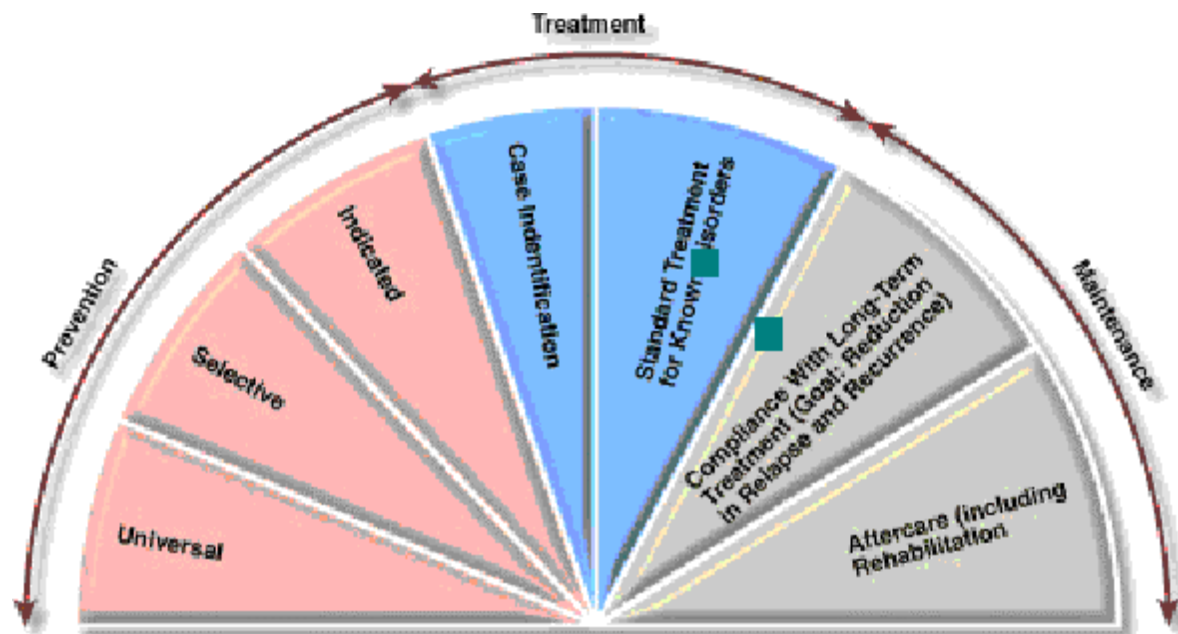 Treatment
Prevention
Maintenance
Universal
Selective
Indicated
Case Indentification
Standard Treatment
for Known isorders
Compliance With Long-Term
Treatment (Goal: Reduction
in Relapse and Recurrence)
Aftercare (including
Rehabilitation